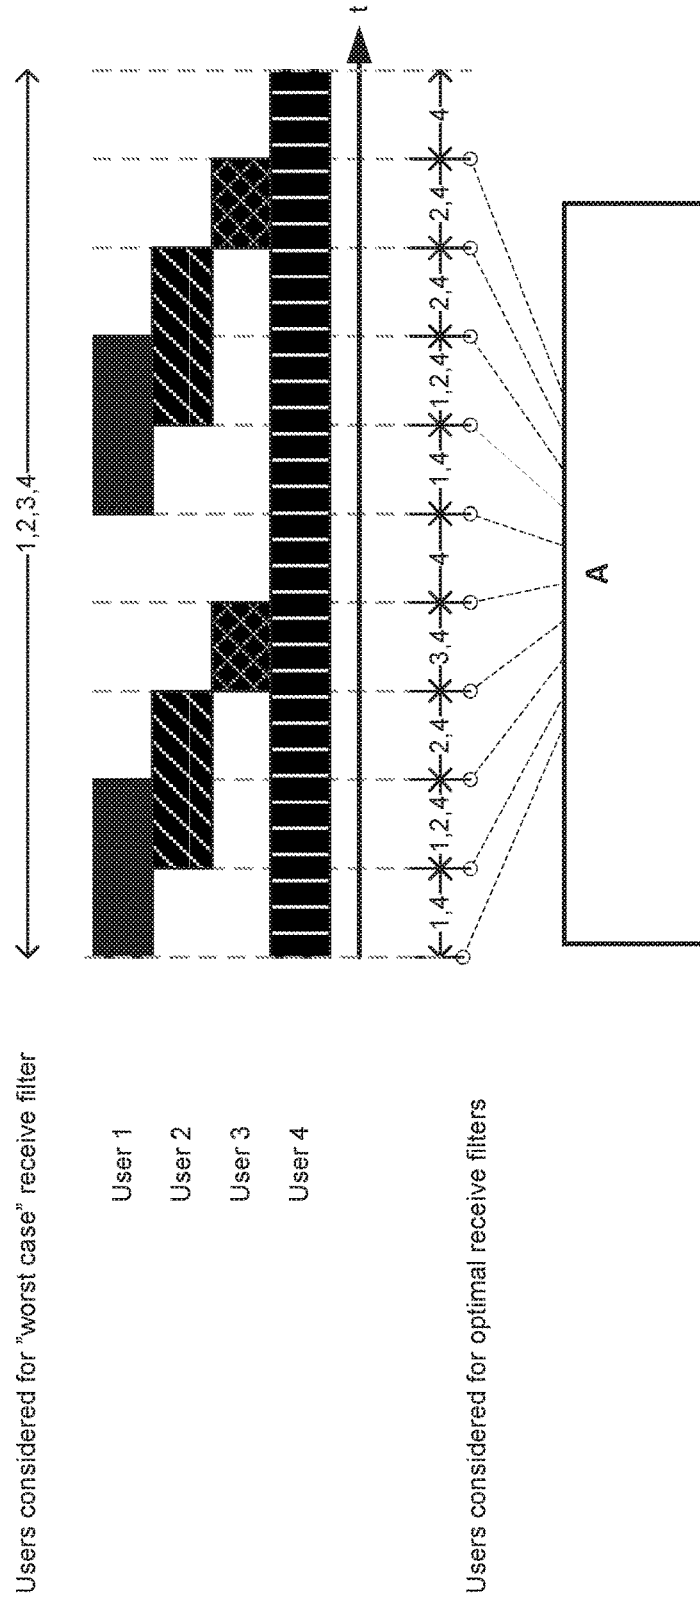 Users considered for ”worst case” receive filter 1,2,3,4
User 1
User 2
User 3
User 4
t
Users considered for optimal receive filters 1,4 1,2,4 2,4 3,4 4 1,4 1,2,4 2,4 2,4 4
A